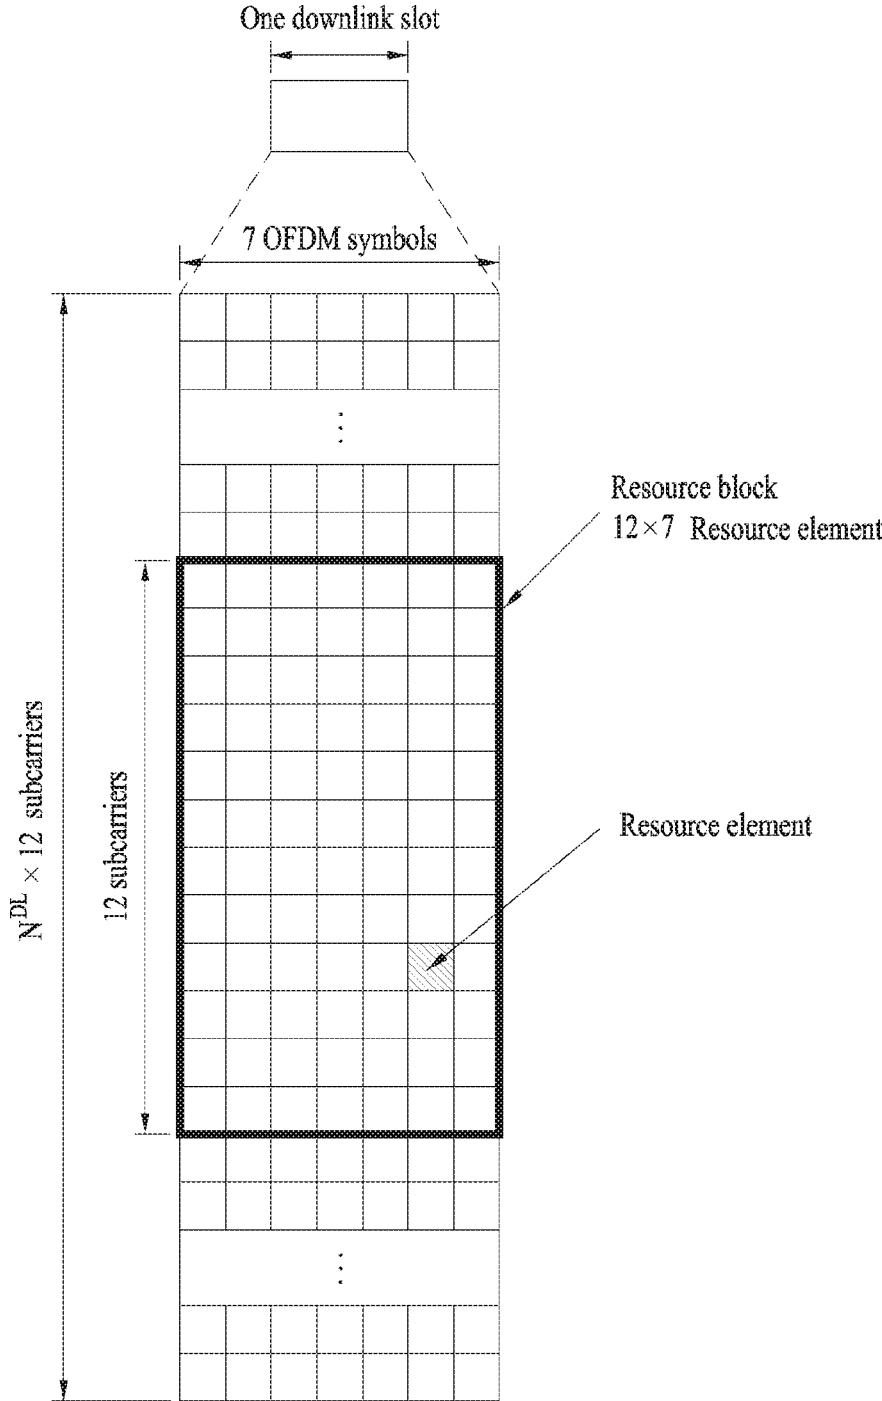 One downlink slot
7 OFDM symbols
Resource block
12×7 Resource element
N^DL × 12 subcarriers
12 subcarriers
Resource element